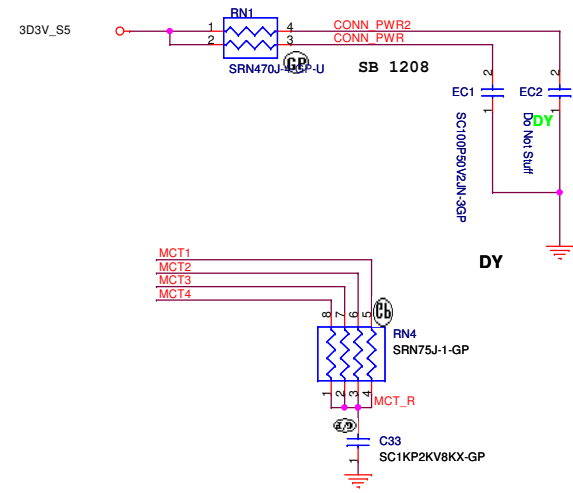 RN1
3D3V_S5
1
4
CONN_PWR2
2
3
CONN_PWR
SRN470J-4-GP-U
GP
SB 1208
2
2
EC1
EC2
1
1
SC100P50V2JN-3GP
Do Not Stuff
DY
DY
MCT1
MCT2
MCT3
MCT4
8
7
6
5
RN4
SRN75J-1-GP
1
2
3
4
MCT_R
C33
1
SC1KP2KV8KX-GP